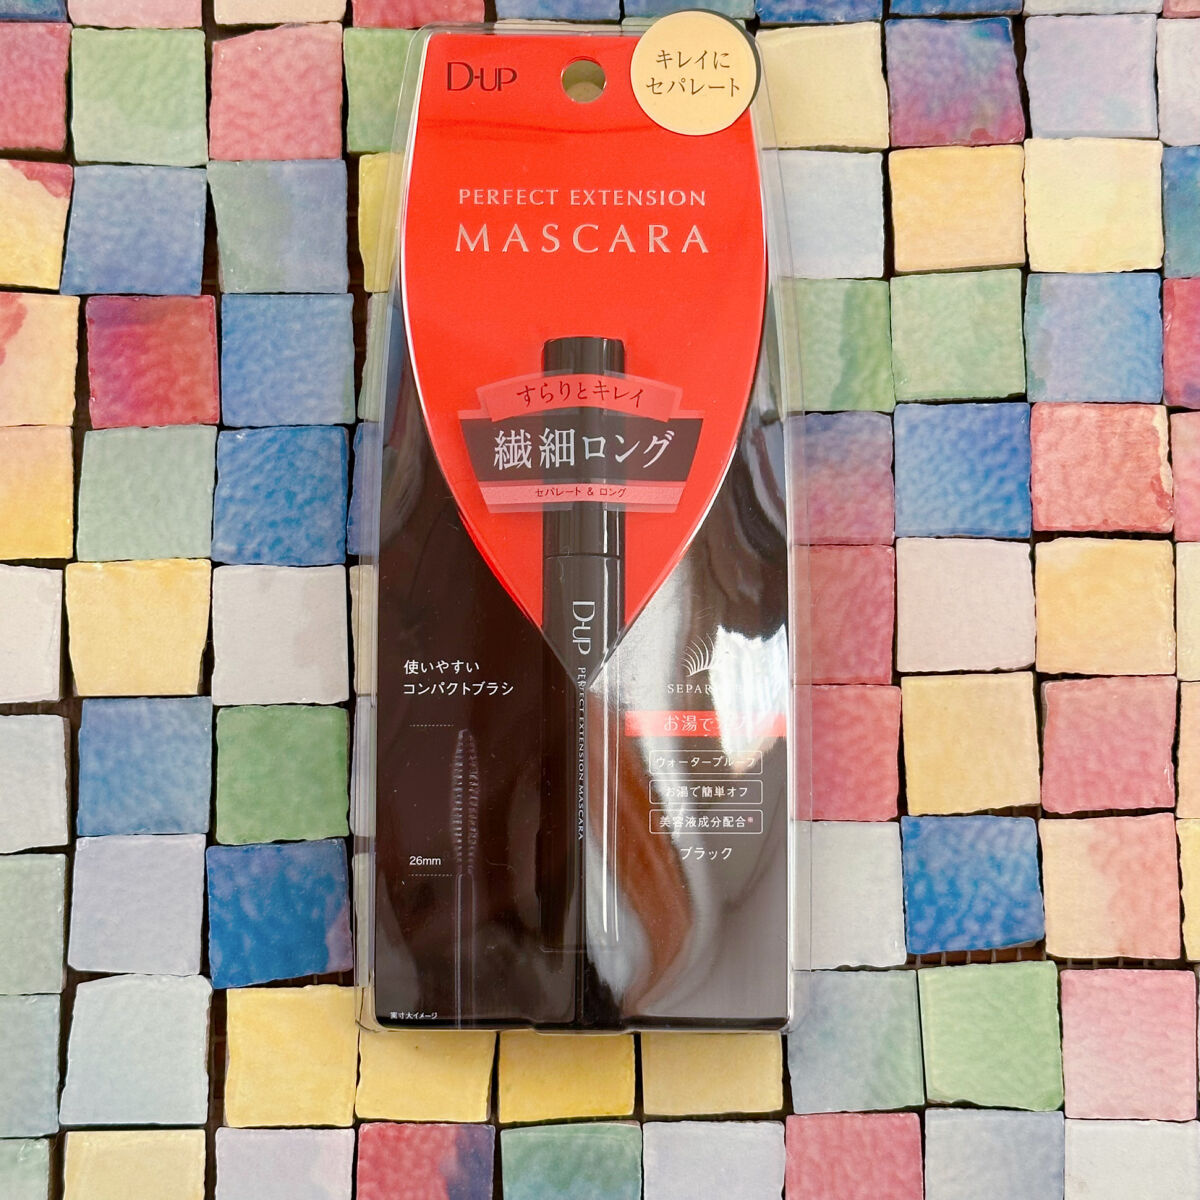 D-UP
キレイに
セパレート
PERFECT EXTENSION
MASCARA
すらりとキレイ
繊細ロング
セパレート & ロング
D-UP PERFECT EXTENSION MASCARA
使いやすい
コンパクトブラシ
26mm
実寸大イメージ
お湯で
ウォータープルーフ
お湯で簡単オフ
美容液成分配合※
ブラック